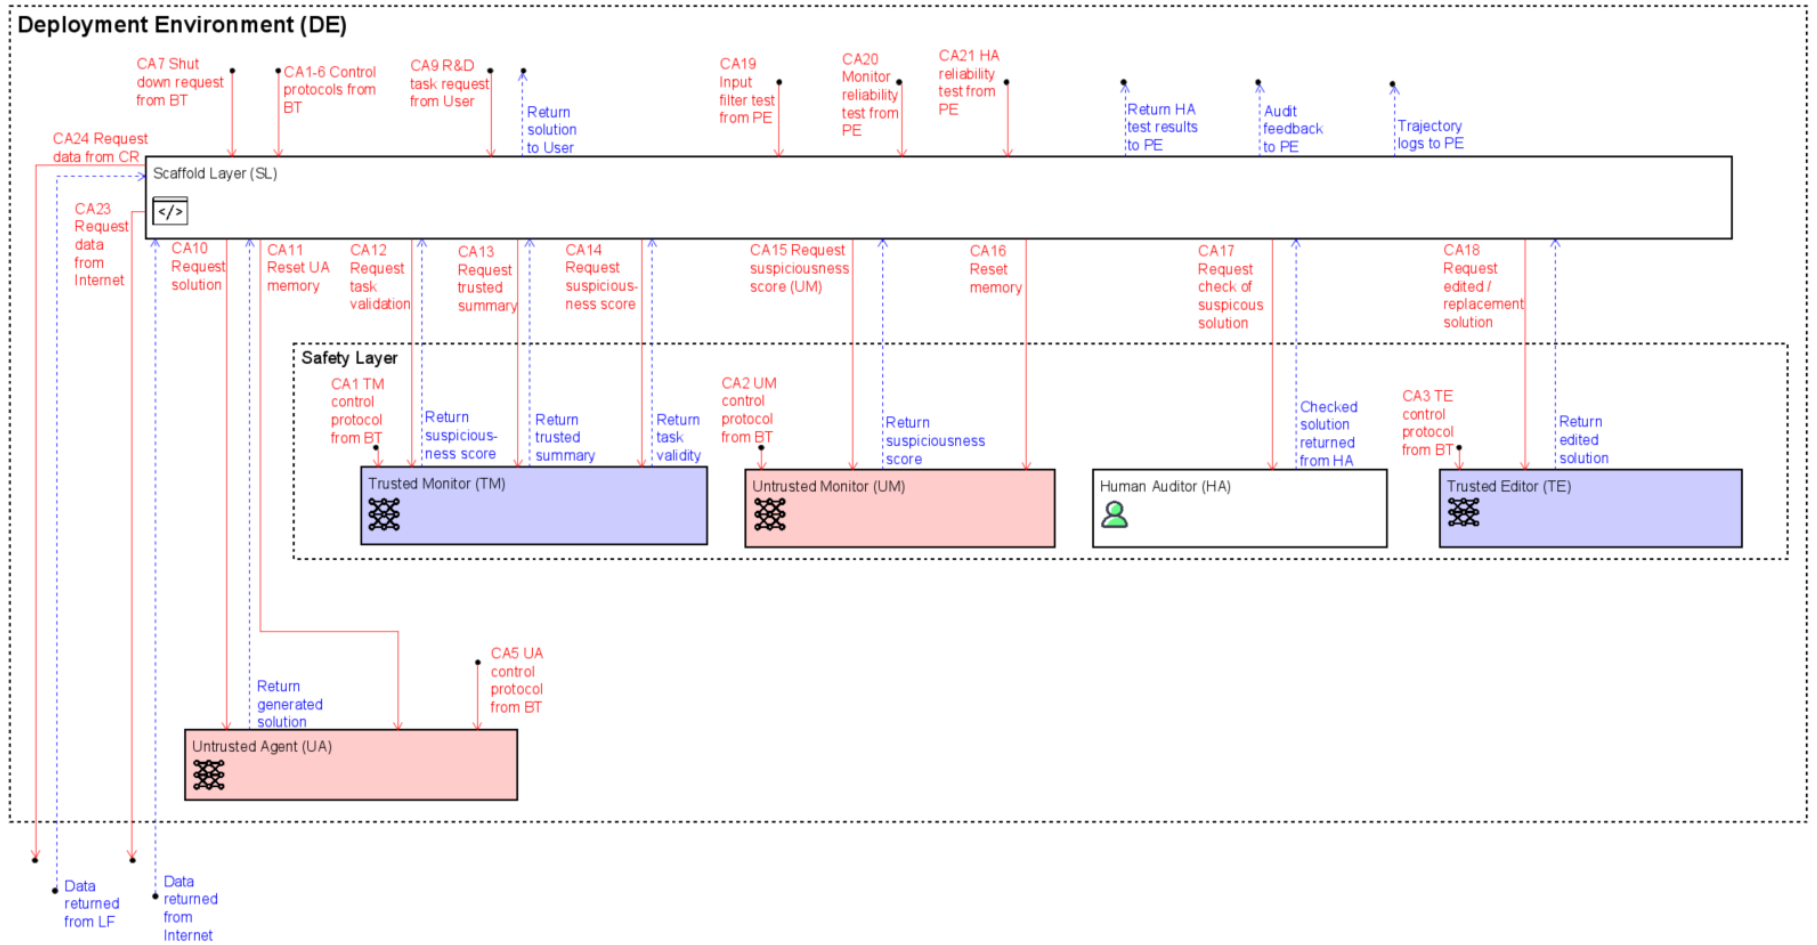 Deployment Environment (DE)
CA7 Shut
down request
from BT
CA1-6 Control
protocols from
BT
CA9 R&D
task request
from User
Return
solution
to User
CA19
Input
filter test
from PE
CA20
Monitor
reliability
test from
PE
CA21 HA
reliability
test from
PE
Return HA
test results
to PE
Audit
feedback
to PE
Trajectory
logs to PE
CA24 Request
data from CR
Scaffold Layer (SL)
</>
CA23
Request
data
from
Internet
CA10
Request
solution
CA11
Reset UA
memory
CA12
Request
task
validation
CA13
Request
trusted
summary
CA14
Request
suspicious-
ness score
CA15 Request
suspiciousness
score (UM)
CA16
Reset
memory
CA17
Request
check of
suspicous
solution
CA18
Request
edited /
replacement
solution
Safety Layer
CA1 TM
control
protocol
from BT
Return
suspicious-
ness score
Return
trusted
summary
Return
task
validity
CA2 UM
control
protocol
from BT
Return
suspiciousness
score
Checked
solution
returned
from HA
CA3 TE
control
protocol
from BT
Return
edited
solution
Trusted Monitor (TM)
Untrusted Monitor (UM)
Human Auditor (HA)
Trusted Editor (TE)
CA5 UA
control
protocol
from BT
Return
generated
solution
Untrusted Agent (UA)
Data
returned
from LF
Data
returned
from
Internet